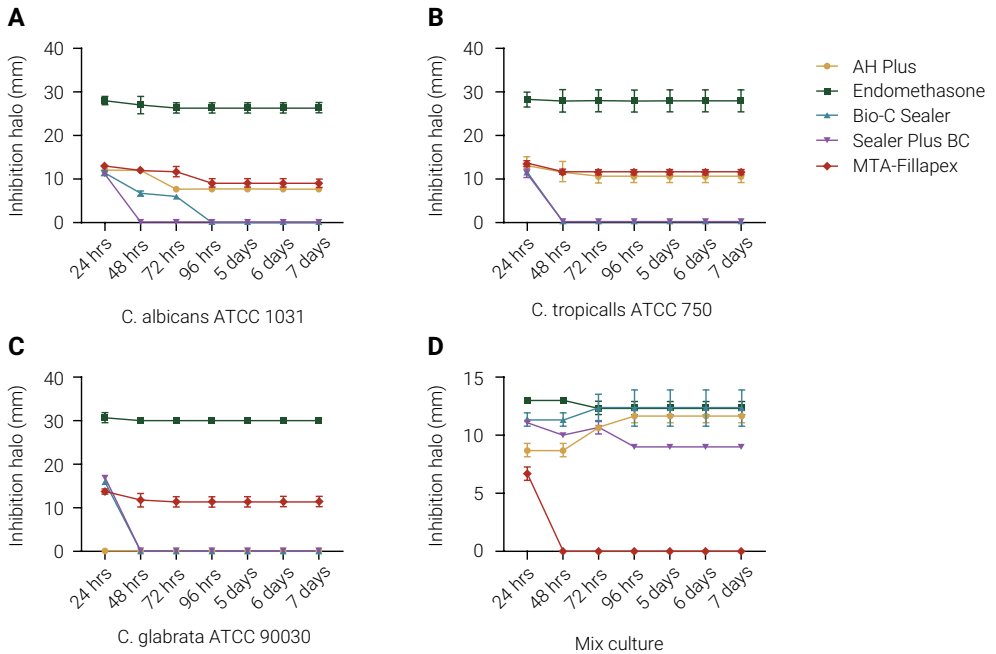 A
Inhibition halo (mm)
40
30
20
10
0
24 hrs
48 hrs
72 hrs
96 hrs
5 days
6 days
7 days
C. albicans ATCC 1031
B
Inhibition halo (mm)
40
30
20
10
0
24 hrs
48 hrs
72 hrs
96 hrs
5 days
6 days
7 days
C. tropicalls ATCC 750
AH Plus
Endomethasone
Bio-C Sealer
Sealer Plus BC
MTA-Fillapex
C
Inhibition halo (mm)
40
30
20
10
0
24 hrs
48 hrs
72 hrs
96 hrs
5 days
6 days
7 days
C. glabrata ATCC 90030
D
Inhibition halo (mm)
15
10
5
0
24 hrs
48 hrs
72 hrs
96 hrs
5 days
6 days
7 days
Mix culture